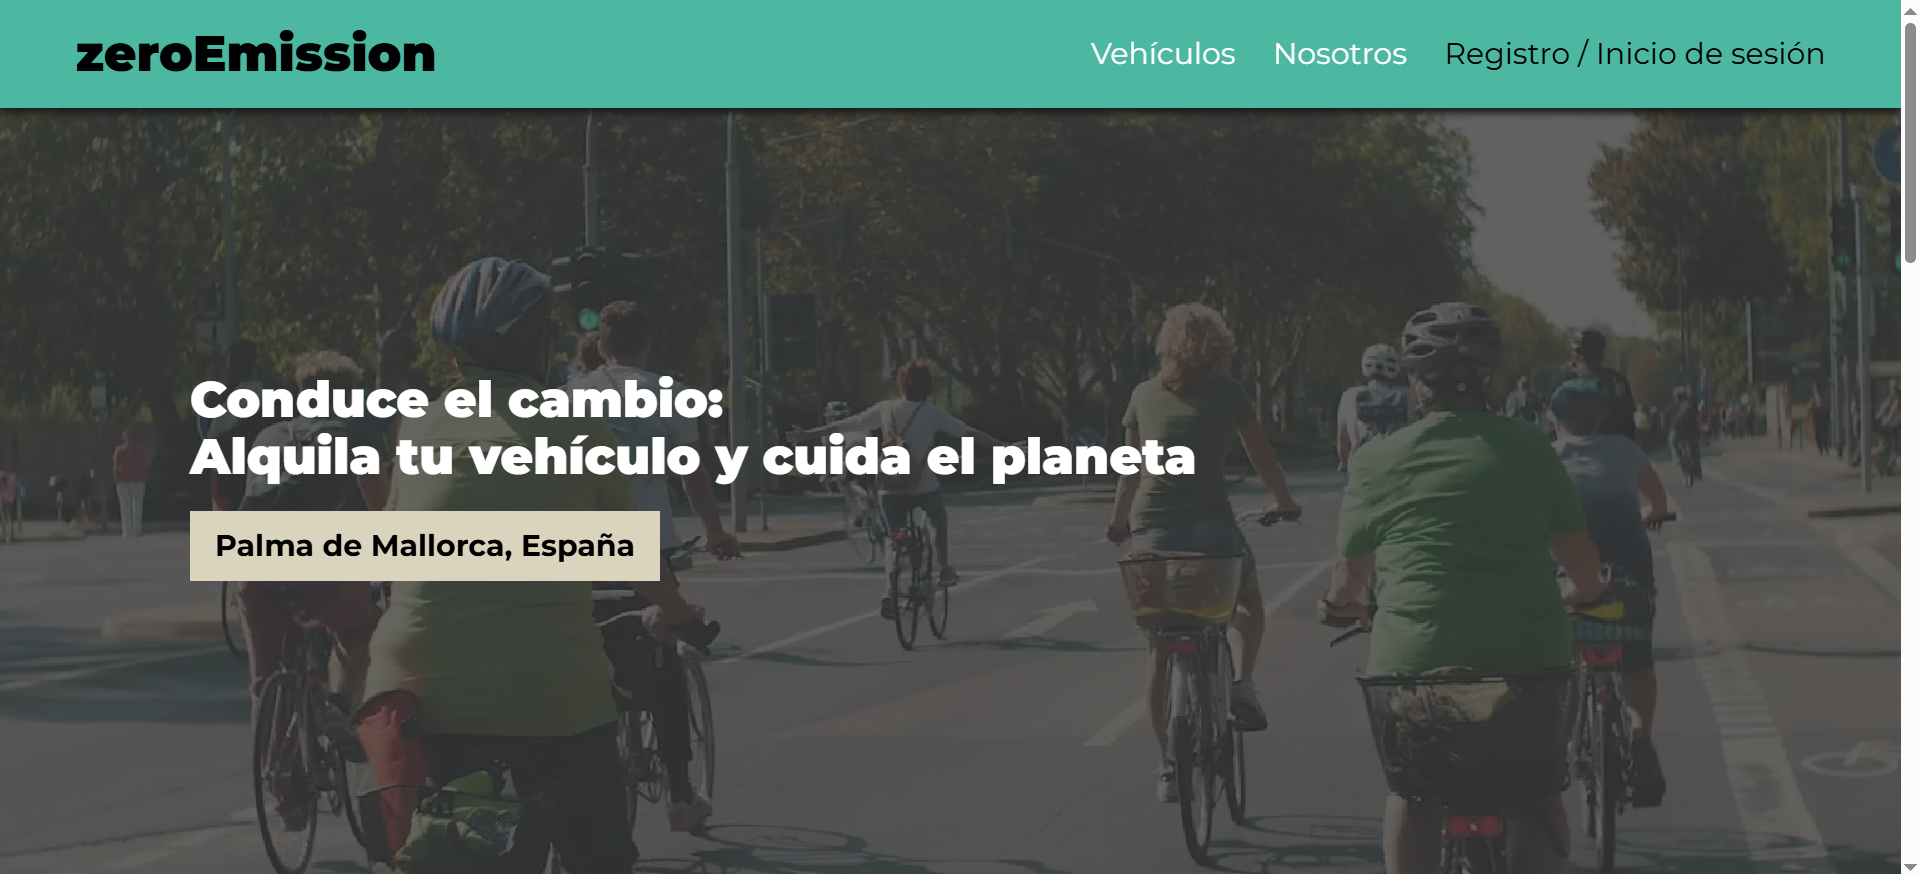 zeroEmission
Vehículos Nosotros Registro / Inicio de sesión
Conduce el cambio:
Alquila tu vehículo y cuida el planeta
Palma de Mallorca, España